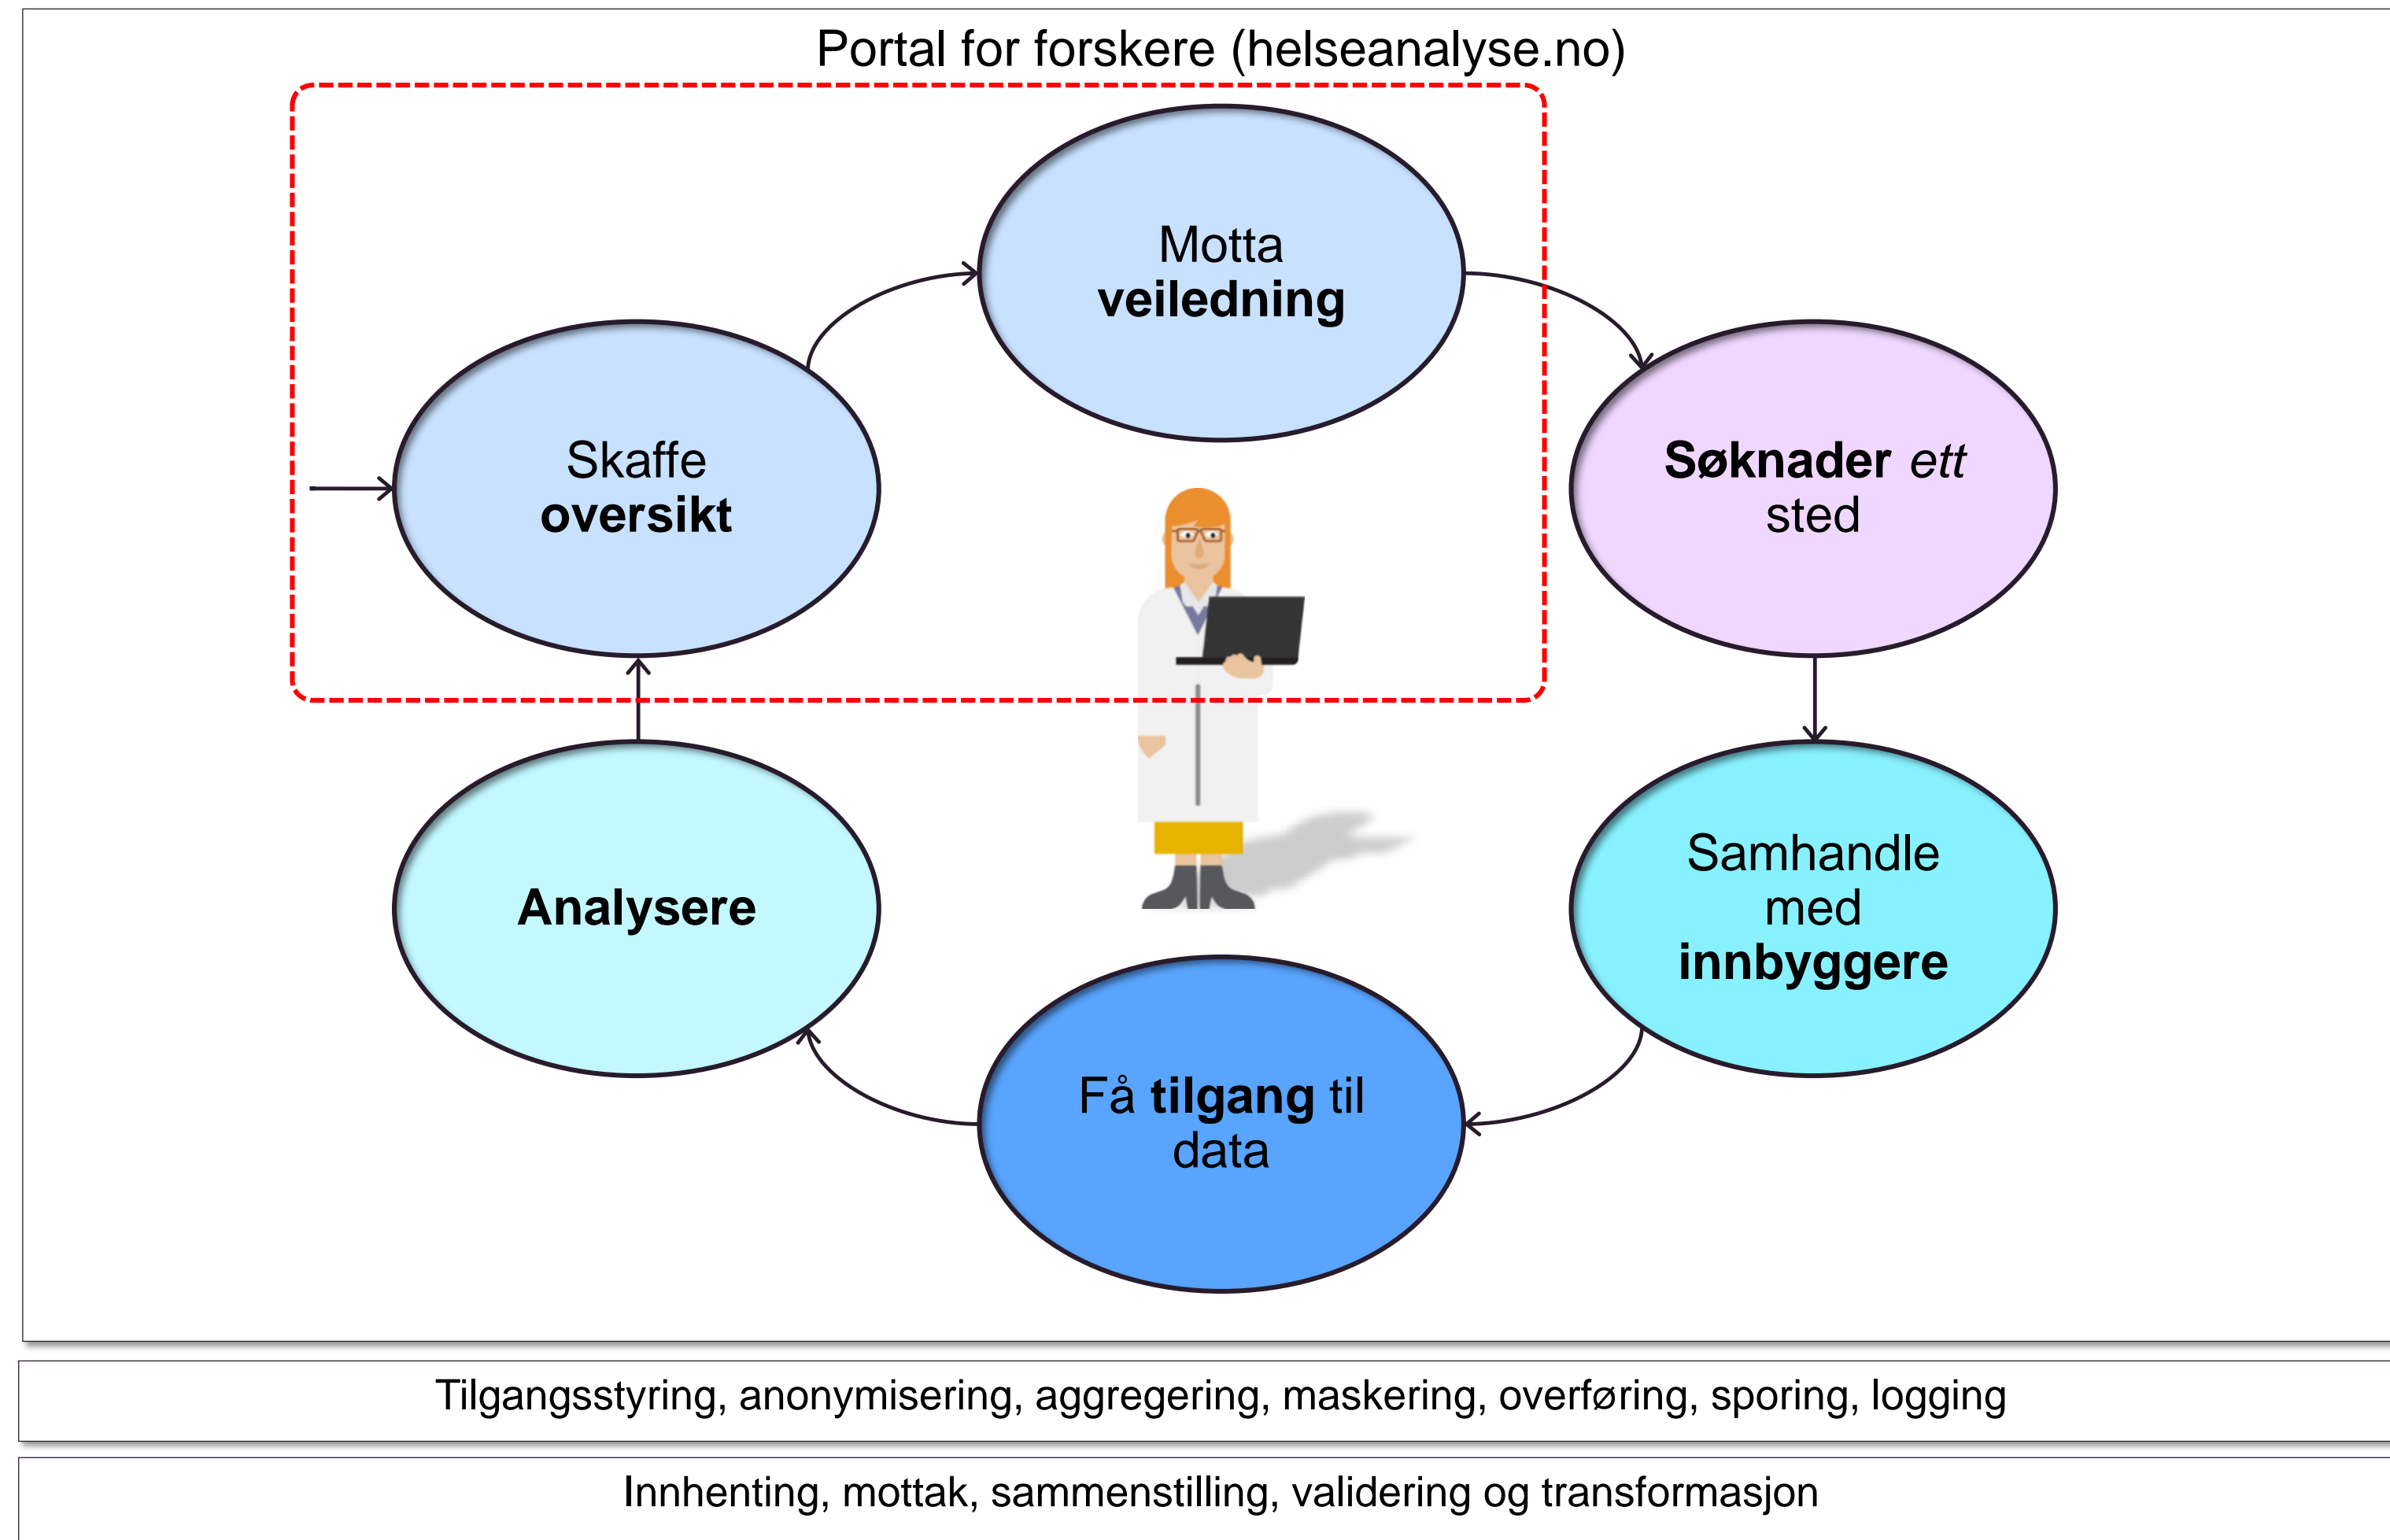 Portal for forskere (helseanalyse.no)
Motta
veiledning
Skaffe
oversikt
Søknader ett
sted
Analysere
Samhandle
med
innbyggere
Få tilgang til
data
Tilgangsstyring, anonymisering, aggregering, maskering, overføring, sporing, logging
Innhenting, mottak, sammenstilling, validering og transformasjon